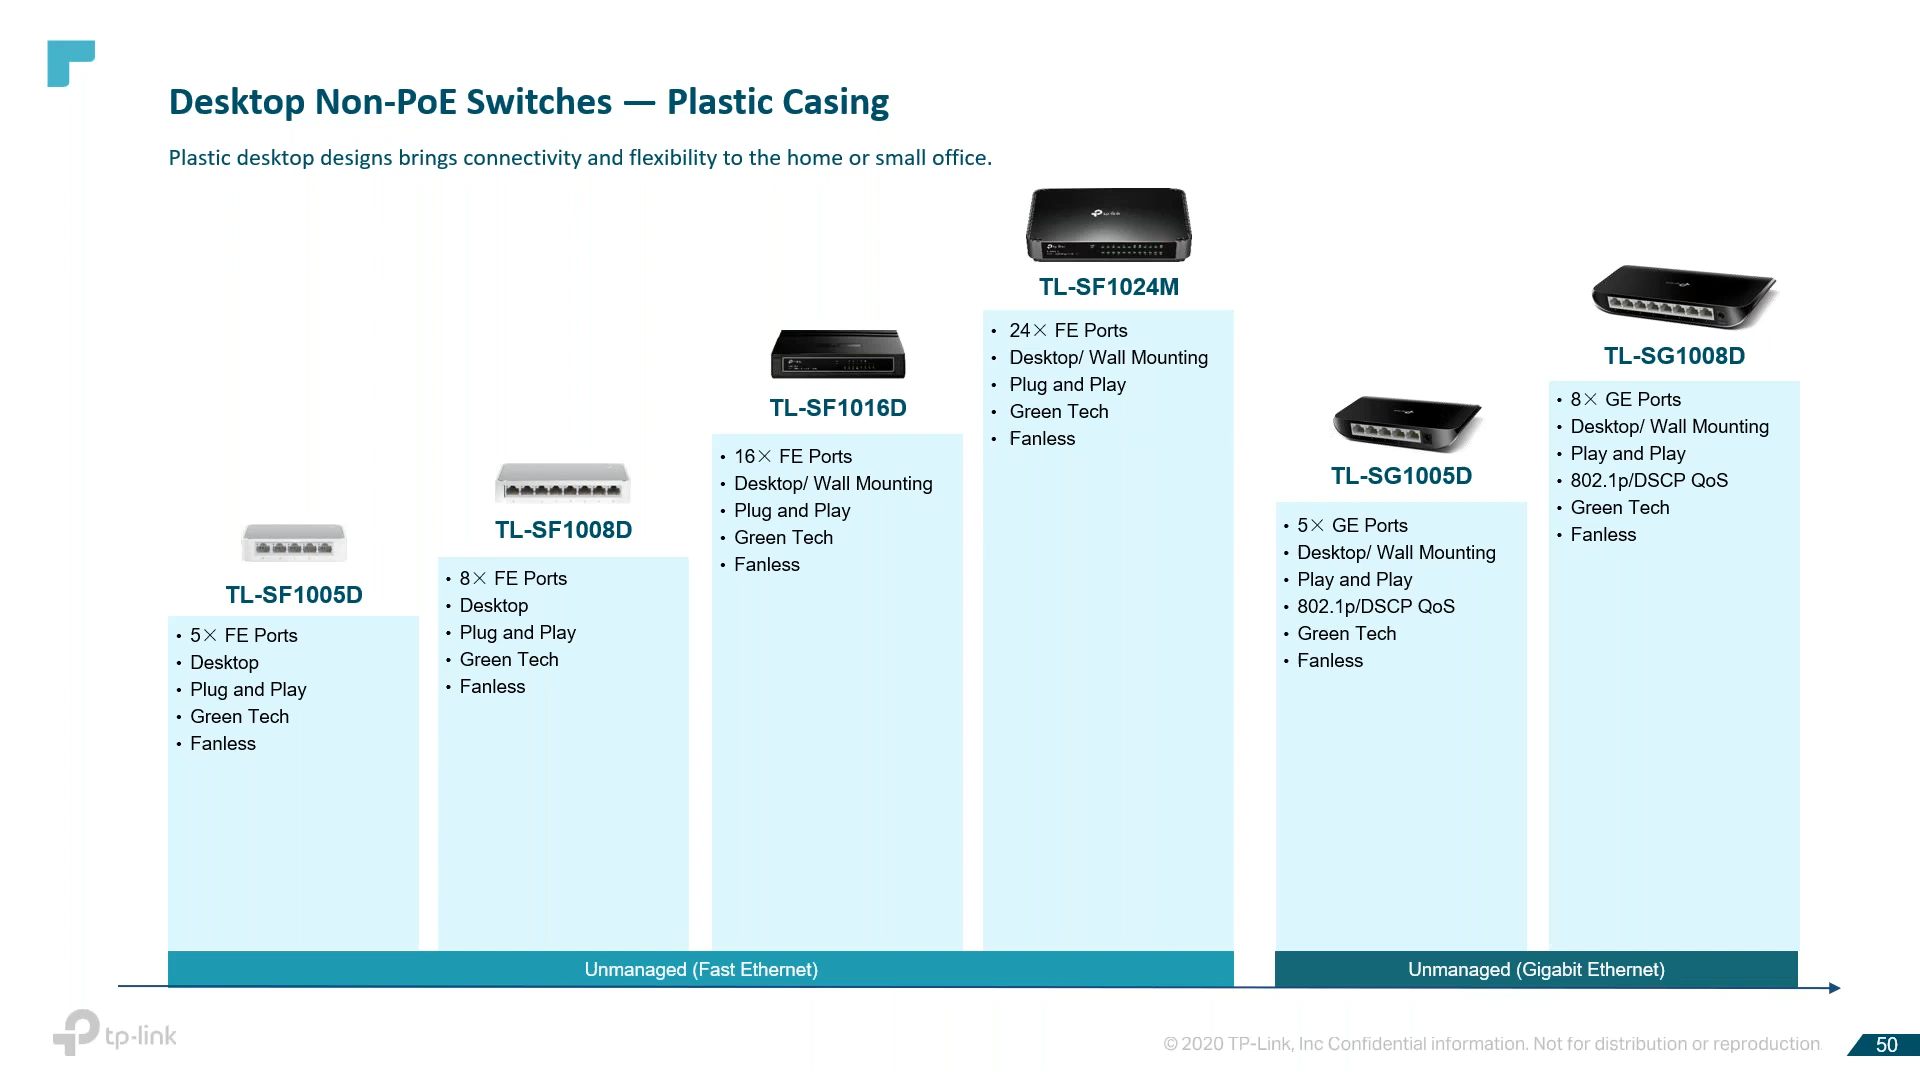 Desktop Non-PoE Switches — Plastic Casing
Plastic desktop designs brings connectivity and flexibility to the home or small office.
TL-SF1005D
• 5× FE Ports
• Desktop
• Plug and Play
• Green Tech
• Fanless
TL-SF1008D
• 8× FE Ports
• Desktop
• Plug and Play
• Green Tech
• Fanless
TL-SF1016D
• 16× FE Ports
• Desktop/ Wall Mounting
• Plug and Play
• Green Tech
• Fanless
tp-link
TL-SF1024M
• 24× FE Ports
• Desktop/ Wall Mounting
• Plug and Play
• Green Tech
• Fanless
TL-SG1005D
• 5× GE Ports
• Desktop/ Wall Mounting
• Play and Play
• 802.1p/DSCP QoS
• Green Tech
• Fanless
TL-SG1008D
• 8× GE Ports
• Desktop/ Wall Mounting
• Play and Play
• 802.1p/DSCP QoS
• Green Tech
• Fanless
Unmanaged (Fast Ethernet)
Unmanaged (Gigabit Ethernet)
tp-link
© 2020 TP-Link, Inc Confidential information. Not for distribution or reproduction.
50